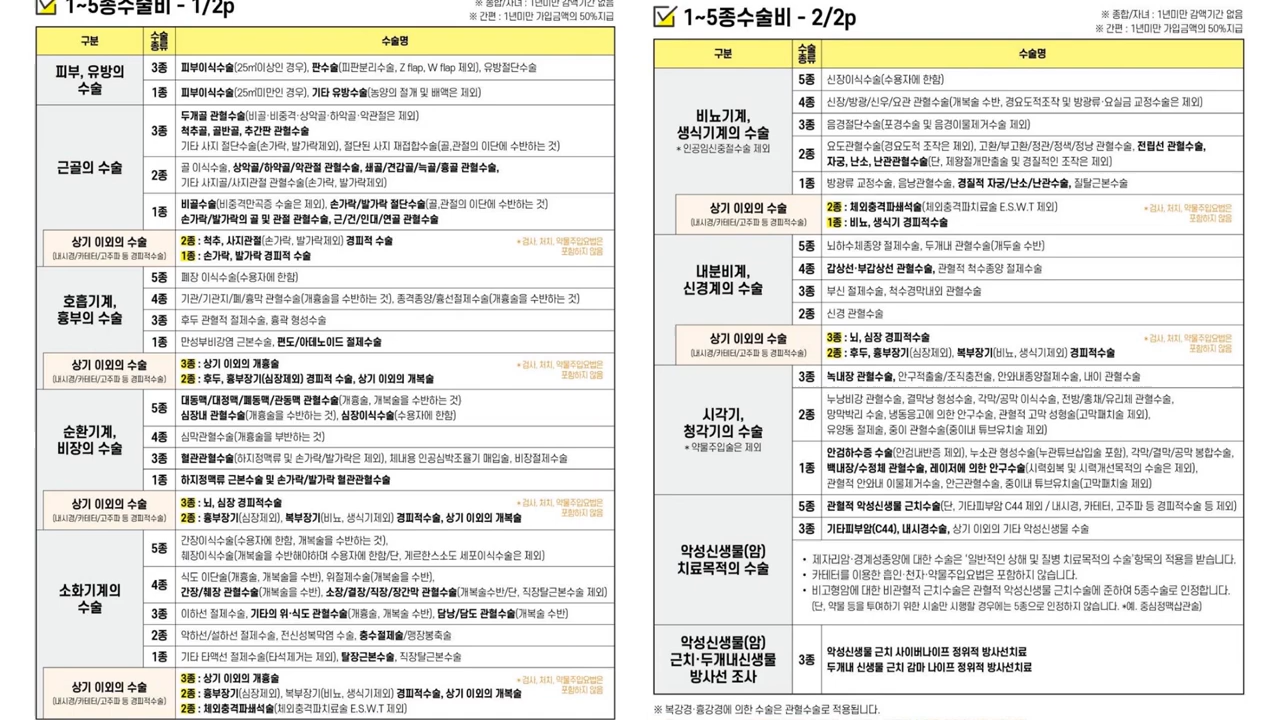 1~5종수술비 - 1/2p
※ 종합/자녀 : 1년미만 감액기간 없음
※ 간편 : 1년미만 가입금액의 50%지급
구분 수술종류 수술명
피부, 유방의 수술
3종 피부이식수술(25㎠이상인 경우), 판수술(피판분리수술, Z flap, W flap 제외), 유방절단수술
1종 피부이식수술(25㎠미만인 경우), 기타 유방수술(농양의 절개 및 배액은 제외)
근골의 수술
3종 두개골 관혈수술(비골·비중격·상악골·하악골·악관절은 제외)
척추골, 골반골, 추간판 관혈수술
기타 사지 절단수술(손가락, 발가락제외), 절단된 사지 재접합수술(골,관절의 이단에 수반하는 것)
2종 골 이식수술, 상악골/하악골/악관절 관혈수술, 쇄골/견갑골/늑골/흉골 관혈수술,
기타 사지골/사지관절 관혈수술(손가락, 발가락제외)
1종 비골수술(비중격만곡증 수술은 제외), 손가락/발가락 절단수술(골,관절의 이단에 수반하는 것)
손가락/발가락의 골 및 관절 관혈수술, 근/건/인대/연골 관혈수술
상기 이외의 수술
(내시경/카테터/고주파 등 경피적수술)
2종 : 척추, 사지관절(손가락, 발가락제외) 경피적 수술
1종 : 손가락, 발가락 경피적 수술
*검사, 처치, 약물주입요법은
포함하지 않음
호흡기계, 흉부의 수술
5종 폐장 이식수술(수용자에 한함)
4종 기관/기관지/폐/흉막 관혈수술(개흉술을 수반하는 것), 종격종양/흉선절제수술(개흉술을 수반하는 것)
3종 후두 관혈적 절제수술, 흉곽 형성수술
1종 만성부비강염 근본수술, 편도/아데노이드 절제수술
상기 이외의 수술
(내시경/카테터/고주파 등 경피적수술)
3종 : 상기 이외의 개흉술
2종 : 후두, 흉부장기(심장제외) 경피적 수술, 상기 이외의 개복술
*검사, 처치, 약물주입요법은
포함하지 않음
순환기계, 비장의 수술
5종 대동맥/대정맥/폐동맥/관동맥 관혈수술(개흉술, 개복술을 수반하는 것)
심장내 관혈수술(개흉술을 수반하는 것), 심장이식수술(수용자에 한함)
4종 심막관혈수술(개흉술을 부반하는 것)
3종 혈관관혈수술(하지정맥류 및 손가락/발가락은 제외), 체내용 인공심박조율기 매입술, 비장절제수술
1종 하지정맥류 근본수술 및 손가락/발가락 혈관관혈수술
상기 이외의 수술
(내시경/카테터/고주파 등 경피적수술)
3종 : 뇌, 심장 경피적수술
2종 : 흉부장기(심장제외), 복부장기(비뇨, 생식기제외) 경피적수술, 상기 이외의 개복술
*검사, 처치, 약물주입요법은
포함하지 않음
소화기계의 수술
5종 간장이식수술(수용자에 한함, 개복술을 수반하는 것),
췌장이식수술(개복술을 수반해야하며 수용자에 한함/단, 게르한스소도 세포이식수술은 제외)
4종 식도 이단술(개흉술, 개복술을 수반), 위절제수술(개복술을 수반),
간장/췌장 관혈수술(개흉술, 개복술을 수반), 소장/결장/직장/장간막 관혈수술(개복술수반/단, 직장탈근본수술 제외)
3종 이하선 절제수술, 기타의 위·식도 관혈수술(개흉술, 개복술 수반), 담낭/담도 관혈수술(개복술 수반)
2종 악하선/설하선 절제수술, 전신성복막염 수술, 충수절제술/맹장봉축술
1종 기타 타액선 절제수술(타석제거는 제외), 탈장근본수술, 직장탈근본수술
상기 이외의 수술
(내시경/카테터/고주파 등 경피적수술)
3종 : 상기 이외의 개흉술
2종 : 흉부장기(심장제외), 복부장기(비뇨, 생식기제외) 경피적수술, 상기 이외의 개복술
2종 : 체외충격파쇄석술(체외충격파치료술 E.S.W.T 제외)
*검사, 처치, 약물주입요법은
포함하지 않음
1~5종수술비 - 2/2p
※ 종합/자녀 : 1년미만 감액기간 없음
※ 간편 : 1년미만 가입금액의 50%지급
구분 수술종류 수술명
비뇨기계, 생식기계의 수술
* 인공임신중절수술 제외
5종 신장이식수술(수용자에 한함)
4종 신장/방광/신우/요관 관혈수술(개복술 수반, 경요도적조작 및 방광류·요실금 교정수술은 제외)
3종 음경절단수술(포경수술 및 음경이물제거수술 제외)
2종 요도관혈수술(경요도적 조작은 제외), 고환/부고환/정관/정색/정낭 관혈수술, 전립선 관혈수술,
자궁, 난소, 난관관혈수술(단, 제왕절개만출술 및 경질적인 조작은 제외)
1종 방광류 교정수술, 음낭관혈수술, 경질적 자궁/난소/난관수술, 질탈근본수술
상기 이외의 수술
(내시경/카테터/고주파 등 경피적수술)
2종 : 체외충격파쇄석술(체외충격파치료술 E.S.W.T 제외)
1종 : 비뇨, 생식기 경피적수술
*검사, 처치, 약물주입요법은
포함하지 않음
내분비계, 신경계의 수술
5종 뇌하수체종양 절제수술, 두개내 관혈수술(개두술 수반)
4종 갑상선·부갑상선 관혈수술, 관혈적 척수종양 절제수술
3종 부신 절제수술, 척수경막내외 관혈수술
2종 신경 관혈수술
상기 이외의 수술
(내시경/카테터/고주파 등 경피적수술)
3종 : 뇌, 심장 경피적수술
2종 : 후두, 흉부장기(심장제외), 복부장기(비뇨, 생식기제외) 경피적수술
*검사, 처치, 약물주입요법은
포함하지 않음
시각기, 청각기의 수술
* 약물주입술은 제외
3종 녹내장 관혈수술, 안구적출술/조직충전술, 안와내종양절제수술, 내이 관혈수술
2종 누낭비강 관혈수술, 결막낭 형성수술, 각막/공막 이식수술, 전방/홍채/유리체 관혈수술,
망막박리 수술, 냉동응고에 의한 안구수술, 관혈적 고막 성형술(고막패치술 제외),
유양동 절제술, 중이 관혈수술(중이내 튜브유치술 제외)
1종 안검하수증 수술(안검내반증 제외), 누소관 형성수술(누관튜브삽입술 포함), 각막/결막/공막 봉합수술,
백내장/수정체 관혈수술, 레이저에 의한 안구수술(시력회복 및 시력개선목적의 수술은 제외),
관혈적 안와내 이물제거수술, 안근관혈수술, 중이내 튜브유치술(고막패치술 제외)
악성신생물(암) 치료목적의 수술
5종 관혈적 악성신생물 근치수술(단, 기타피부암 C44 제외 / 내시경, 카테터, 고주파 등 경피적수술 등 제외)
3종 기타피부암(C44), 내시경수술, 상기 이외의 기타 악성신생물 수술
• 제자리암·경계성종양에 대한 수술은 '일반적인 상해 및 질병 치료목적의 수술'항목의 적용을 받습니다.
• 카테터를 이용한 흡인·천자·약물주입요법은 포함하지 않습니다.
• 비고형암에 대한 비관혈적 근치수술은 관혈적 악성신생물 근치수술에 준하여 5종수술로 인정합니다.
(단, 약물 등을 투여하기 위한 시술만 시행할 경우에는 5종으로 인정하지 않습니다. *예. 중심정맥삽관술)
악성신생물(암) 근치·두개내신생물 방사선 조사
3종 악성신생물 근치 사이버나이프 정위적 방사선치료
두개내 신생물 근치 감마 나이프 정위적 방사선치료
※ 복강경·흉강경에 의한 수술은 관혈수술로 적용됩니다.